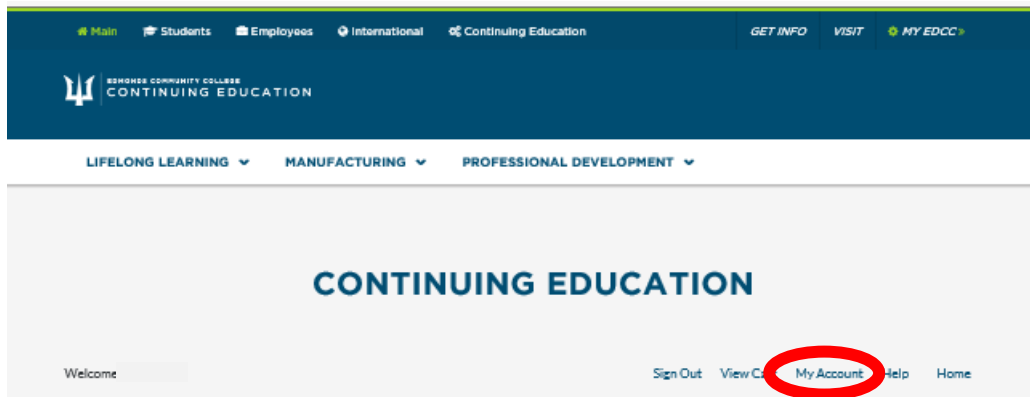 Main Students Employees International Continuing Education GET INFO VISIT MY EDCC »
EDMONDS COMMUNITY COLLEGE
CONTINUING EDUCATION
LIFELONG LEARNING MANUFACTURING PROFESSIONAL DEVELOPMENT
CONTINUING EDUCATION
Welcome Sign Out View My Account Help Home